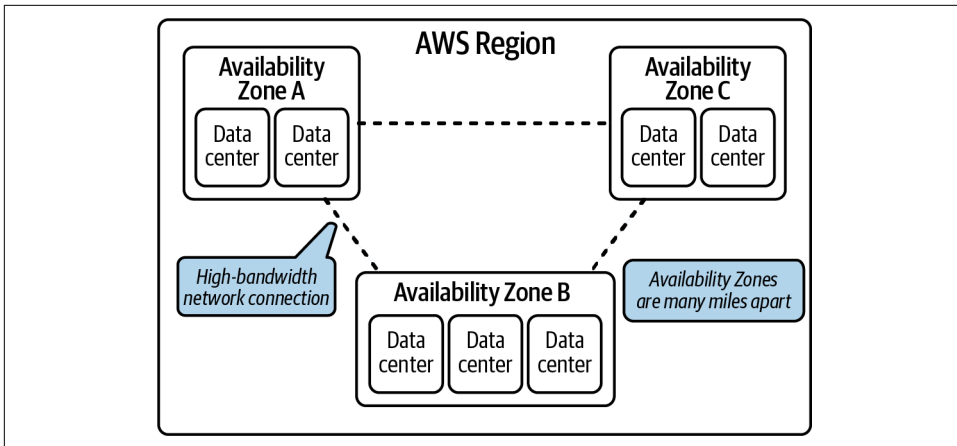 AWS Region
Availability
Zone A
Data
center
Data
center
Availability
Zone C
Data
center
Data
center
High-bandwidth
network connection
Availability Zone B
Data
center
Data
center
Data
center
Availability Zones
are many miles apart